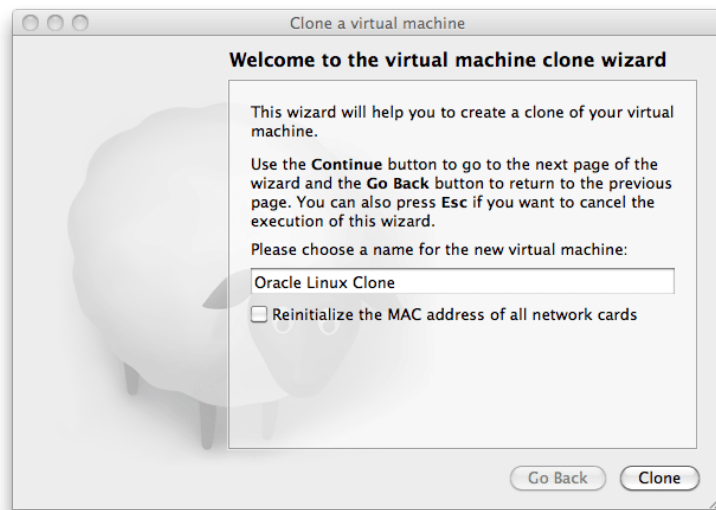 Clone a virtual machine
Welcome to the virtual machine clone wizard
This wizard will help you to create a clone of your virtual
machine.
Use the Continue button to go to the next page of the
wizard and the Go Back button to return to the previous
page. You can also press Esc if you want to cancel the
execution of this wizard.
Please choose a name for the new virtual machine:
Oracle Linux Clone
Reinitialize the MAC address of all network cards
Go Back Clone